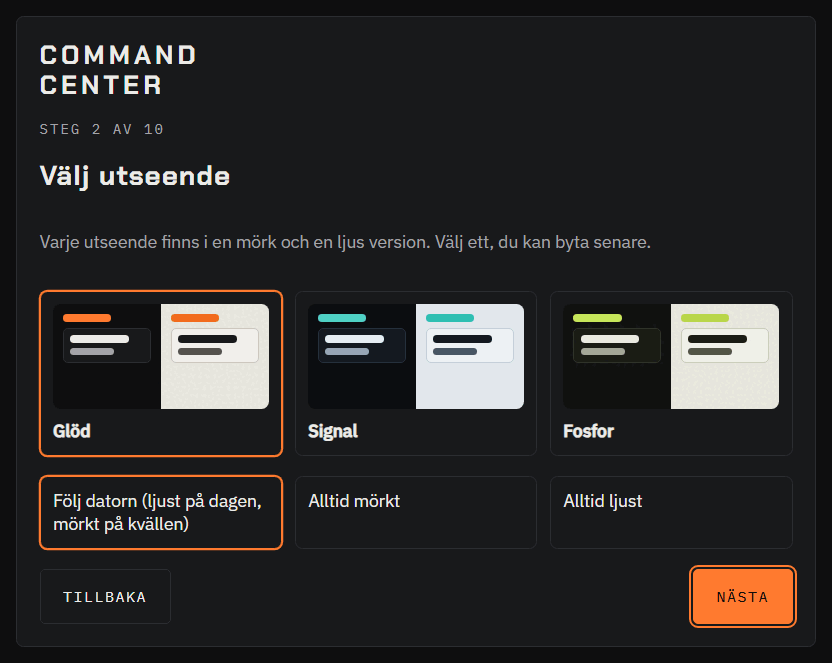 COMMAND
CENTER
STEG 2 AV 10
Välj utseende
Varje utseende finns i en mörk och en ljus version. Välj ett, du kan byta senare.
Glöd
Signal
Fosfor
Följ datorn (ljust på dagen,
mörkt på kvällen)
Alltid mörkt
Alltid ljust
TILLBAKA
NÄSTA